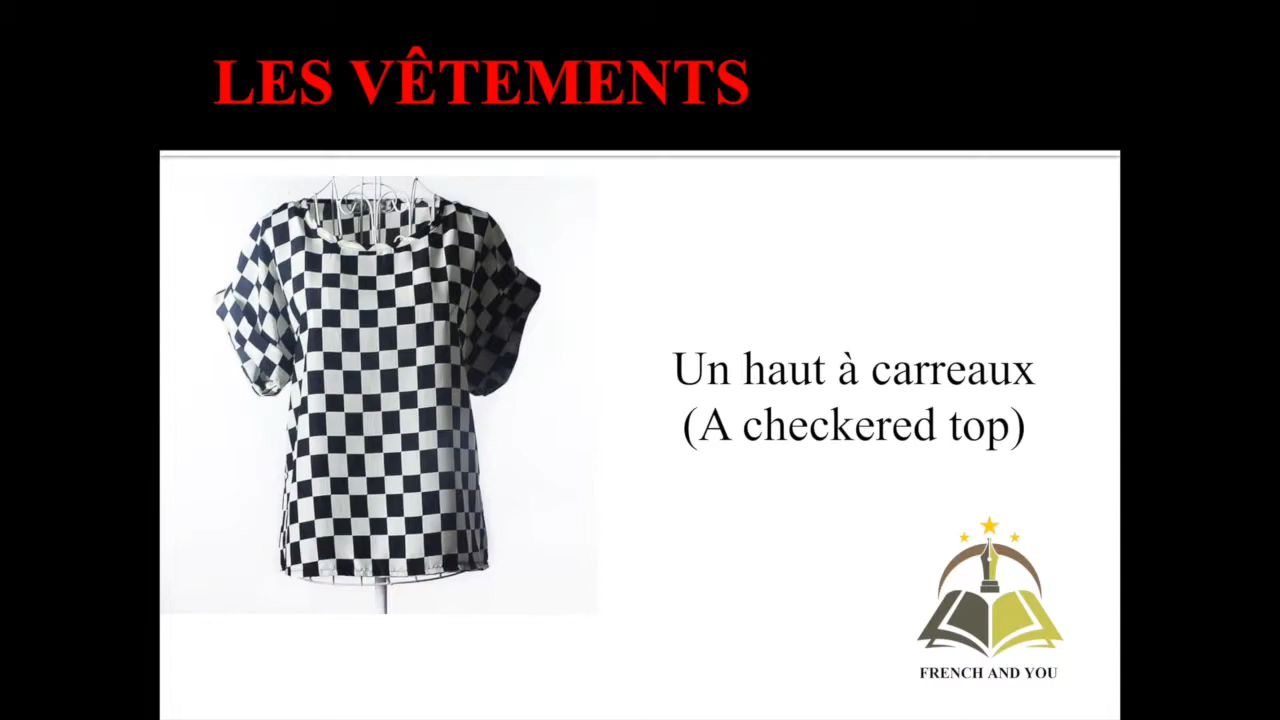 LES VÊTEMENTS
Un haut à carreaux
(A checkered top)
FRENCH AND YOU